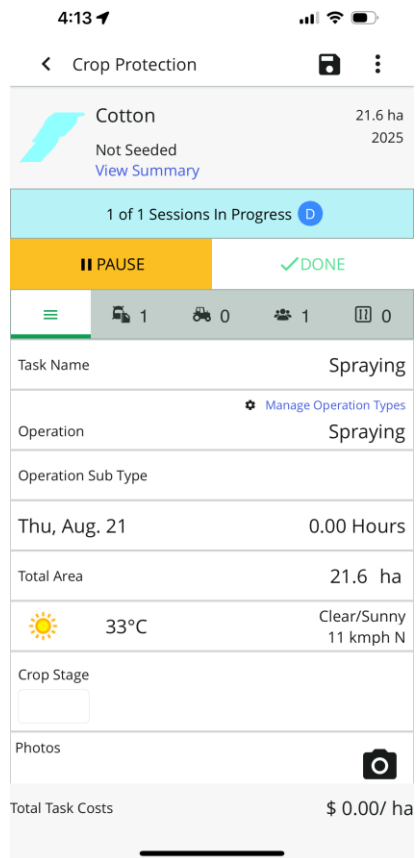 4:13
Crop Protection
Cotton
21.6 ha
Not Seeded
2025
View Summary
1 of 1 Sessions In Progress D
PAUSE
DONE
1
0
1
0
Task Name
Spraying
Manage Operation Types
Operation
Spraying
Operation Sub Type
Thu, Aug. 21
0.00 Hours
Total Area
21.6 ha
33°C
Clear/Sunny
11 kmph N
Crop Stage
Photos
Total Task Costs
$ 0.00/ ha